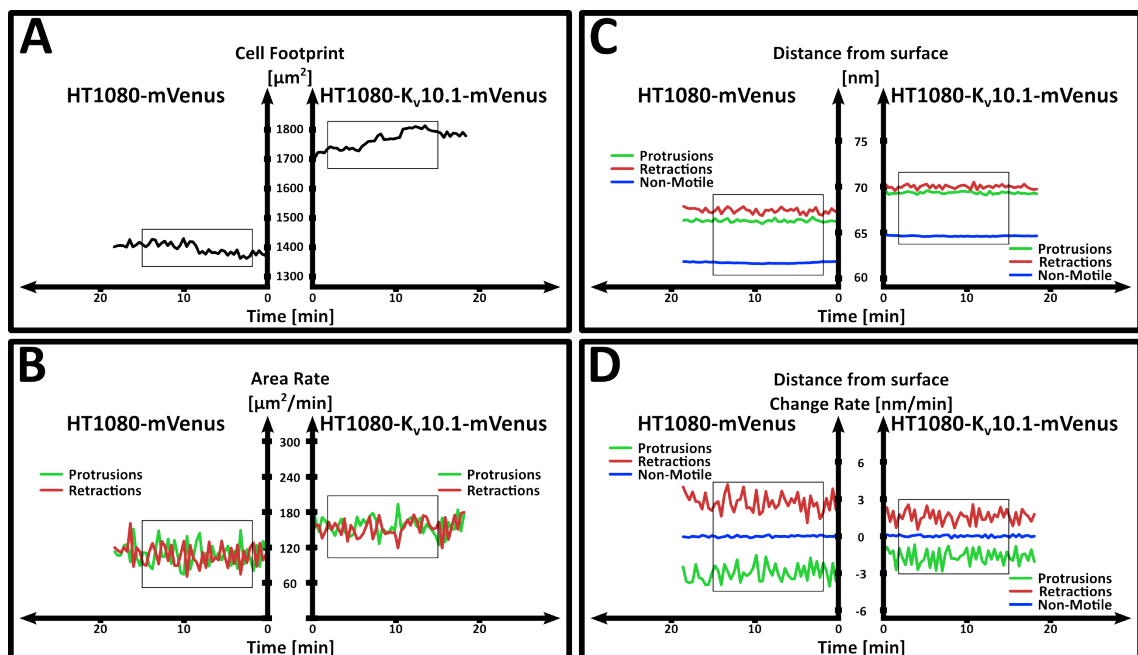 A
Cell Footprint
[µm²]
HT1080-mVenus
HT1080-Kv10.1-mVenus
1800
1700
1600
1500
1400
1300
20
10
0
0
10
20
Time [min]
B
Area Rate
[µm²/min]
HT1080-mVenus
HT1080-Kv10.1-mVenus
300
240
180
120
60
Protrusions
Retractions
Protrusions
Retractions
20
10
0
0
10
20
Time [min]
C
Distance from surface
[nm]
HT1080-mVenus
HT1080-Kv10.1-mVenus
Protrusions
Retractions
Non-Motile
75
70
65
60
Protrusions
Retractions
Non-Motile
20
10
0
0
10
20
Time [min]
D
Distance from surface
Change Rate [nm/min]
HT1080-mVenus
HT1080-Kv10.1-mVenus
Protrusions
Retractions
Non-Motile
6
3
0
-3
-6
Protrusions
Retractions
Non-Motile
20
10
0
0
10
20
Time [min]